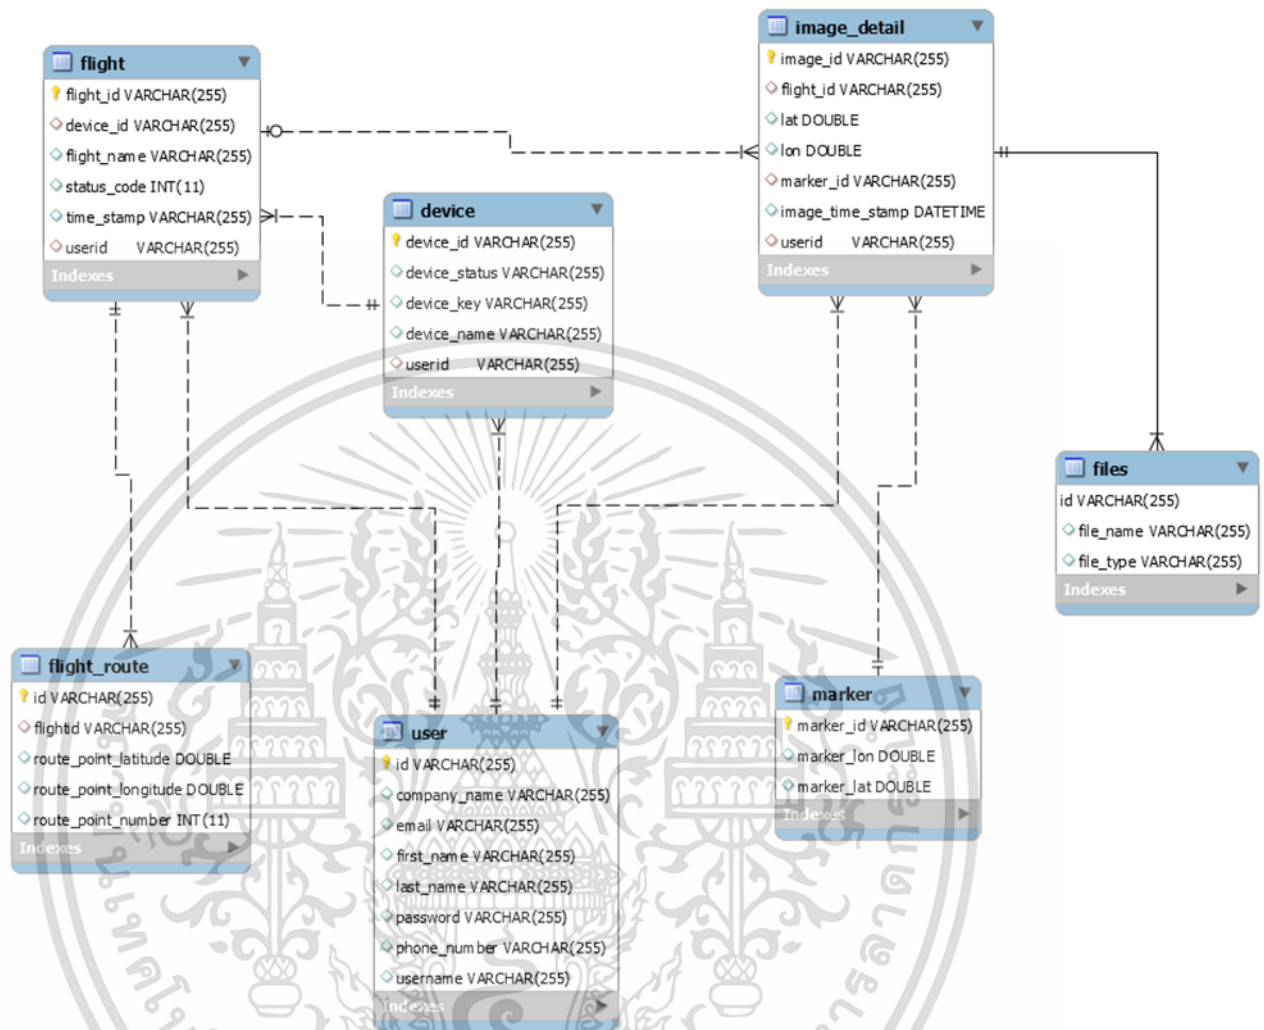 flight
flight_id VARCHAR(255)
device_id VARCHAR(255)
flight_name VARCHAR(255)
status_code INT(11)
time_stamp VARCHAR(255)
userid VARCHAR(255)
Indexes
image_detail
image_id VARCHAR(255)
flight_id VARCHAR(255)
lat DOUBLE
lon DOUBLE
marker_id VARCHAR(255)
image_time_stamp DATETIME
userid VARCHAR(255)
Indexes
device
device_id VARCHAR(255)
device_status VARCHAR(255)
device_key VARCHAR(255)
device_name VARCHAR(255)
userid VARCHAR(255)
Indexes
files
id VARCHAR(255)
file_name VARCHAR(255)
file_type VARCHAR(255)
Indexes
flight_route
id VARCHAR(255)
flightid VARCHAR(255)
route_point_latitude DOUBLE
route_point_longitude DOUBLE
route_point_number INT(11)
Indexes
user
id VARCHAR(255)
company_name VARCHAR(255)
email VARCHAR(255)
first_name VARCHAR(255)
last_name VARCHAR(255)
password VARCHAR(255)
phone_number VARCHAR(255)
username VARCHAR(255)
Indexes
marker
marker_id VARCHAR(255)
marker_lon DOUBLE
marker_lat DOUBLE
Indexes